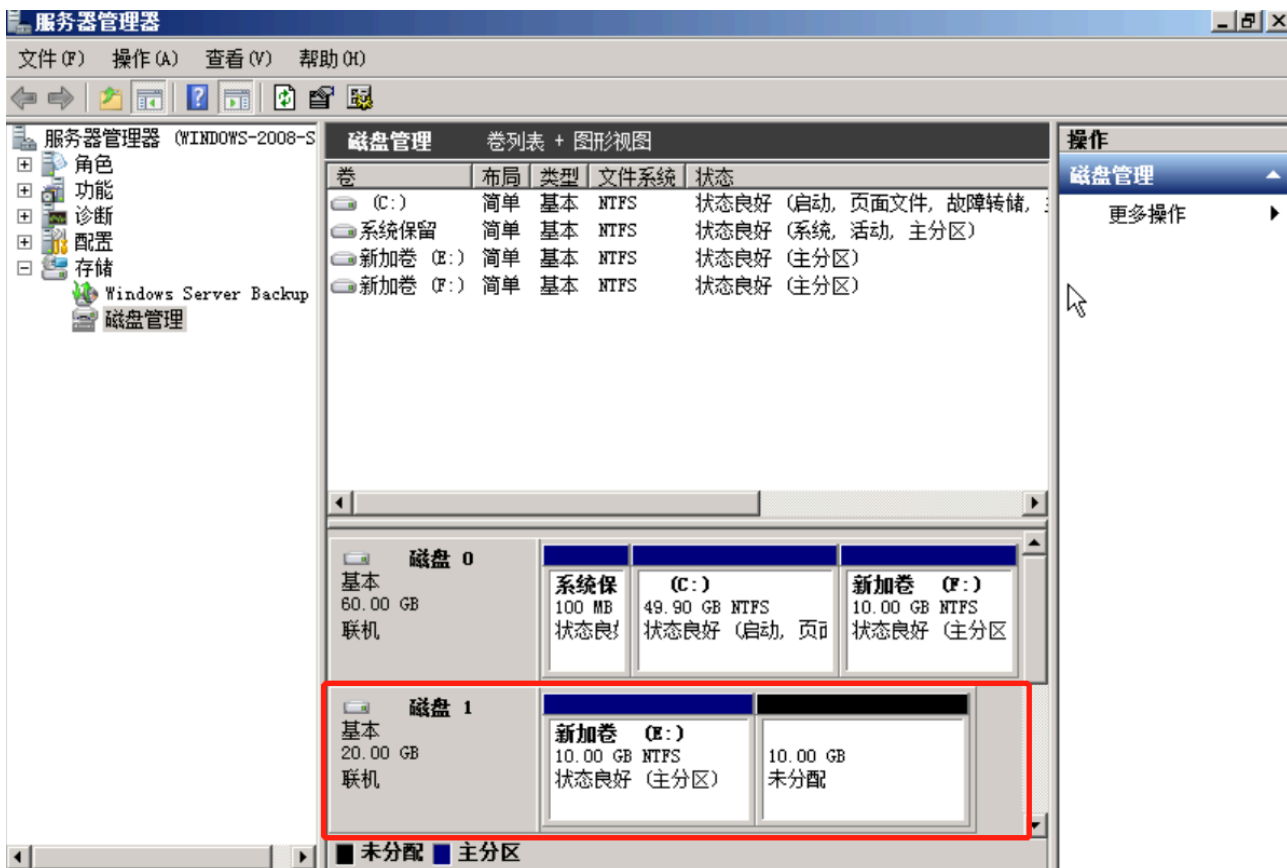 服务器管理器
文件(F) 操作(A) 查看(V) 帮助(H)
服务器管理器 (WINDOWS-2008-S
角色
功能
诊断
配置
存储
Windows Server Backup
磁盘管理
磁盘管理 卷列表 + 图形视图
卷 布局 类型 文件系统 状态
(C:) 简单 基本 NTFS 状态良好 (启动, 页面文件, 故障转储,
系统保留 简单 基本 NTFS 状态良好 (系统, 活动, 主分区)
新加卷 (E:) 简单 基本 NTFS 状态良好 (主分区)
新加卷 (F:) 简单 基本 NTFS 状态良好 (主分区)
磁盘 0
基本
60.00 GB
联机
系统保
100 MB
状态良
(C:)
49.90 GB NTFS
状态良好 (启动, 页面
新加卷 (F:)
10.00 GB NTFS
状态良好 (主分区
磁盘 1
基本
20.00 GB
联机
新加卷 (E:)
10.00 GB NTFS
状态良好 (主分区)
10.00 GB
未分配
未分配 主分区
操作
磁盘管理
更多操作